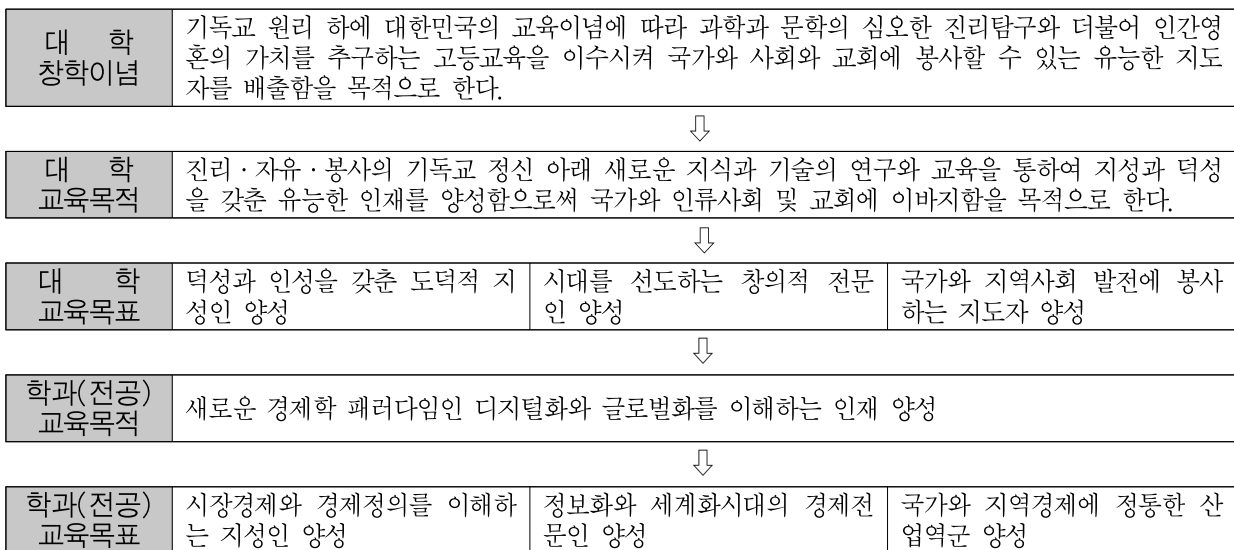 대 학
창학이념
기독교 원리 하에 대한민국의 교육이념에 따라 과학과 문학의 심오한 진리탐구와 더불어 인간영
혼의 가치를 추구하는 고등교육을 이수시켜 국가와 사회와 교회에 봉사할 수 있는 유능한 지도
자를 배출함을 목적으로 한다.
⇩
대 학
교육목적
진리·자유·봉사의 기독교 정신 아래 새로운 지식과 기술의 연구와 교육을 통하여 지성과 덕성
을 갖춘 유능한 인재를 양성함으로써 국가와 인류사회 및 교회에 이바지함을 목적으로 한다.
⇩
대 학
교육목표
덕성과 인성을 갖춘 도덕적 지
성인 양성
시대를 선도하는 창의적 전문
인 양성
국가와 지역사회 발전에 봉사
하는 지도자 양성
⇩
학과(전공)
교육목적
새로운 경제학 패러다임인 디지털화와 글로벌화를 이해하는 인재 양성
⇩
학과(전공)
교육목표
시장경제와 경제정의를 이해하
는 지성인 양성
정보화와 세계화시대의 경제전
문인 양성
국가와 지역경제에 정통한 산
업역군 양성